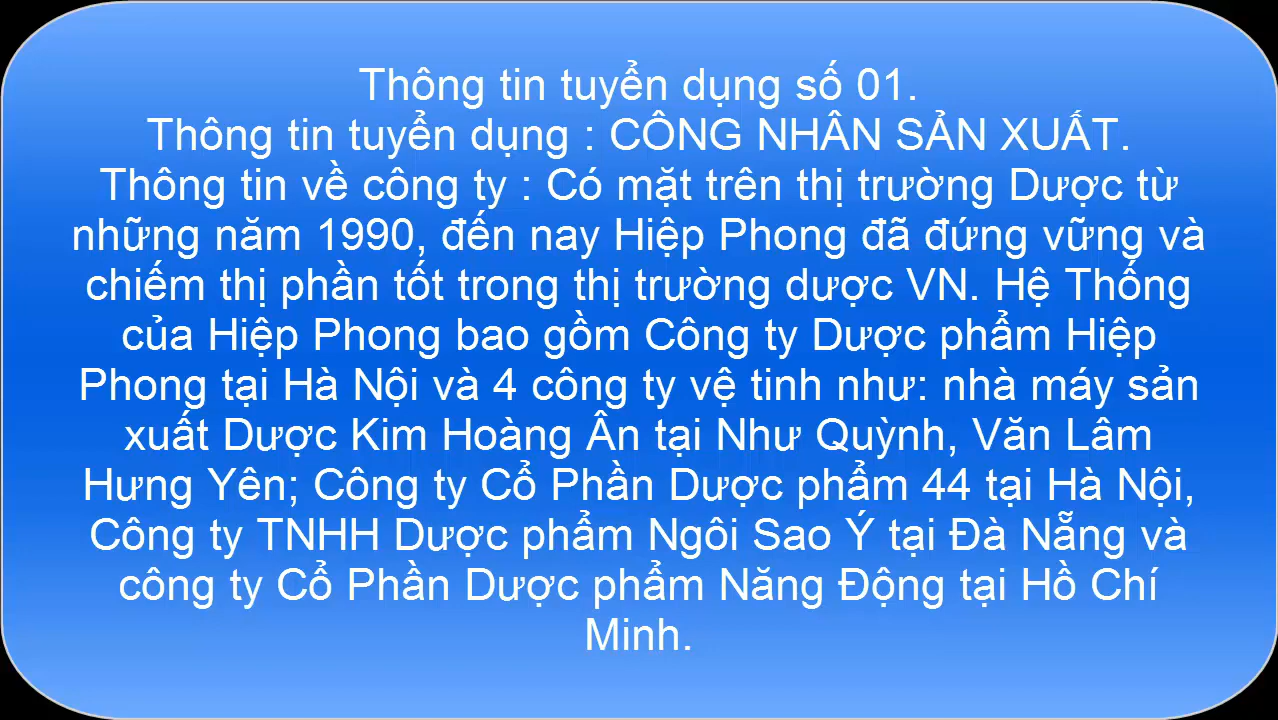 Thông tin tuyển dụng số 01.
Thông tin tuyển dụng : CÔNG NHÂN SẢN XUẤT.
Thông tin về công ty : Có mặt trên thị trường Dược từ
những năm 1990, đến nay Hiệp Phong đã đứng vững và
chiếm thị phần tốt trong thị trường dược VN. Hệ Thống
của Hiệp Phong bao gồm Công ty Dược phẩm Hiệp
Phong tại Hà Nội và 4 công ty vệ tinh như: nhà máy sản
xuất Dược Kim Hoàng Ân tại Như Quỳnh, Văn Lâm
Hưng Yên; Công ty Cổ Phần Dược phẩm 44 tại Hà Nội,
Công ty TNHH Dược phẩm Ngôi Sao Ý tại Đà Nẵng và
công ty Cổ Phần Dược phẩm Năng Động tại Hồ Chí
Minh.